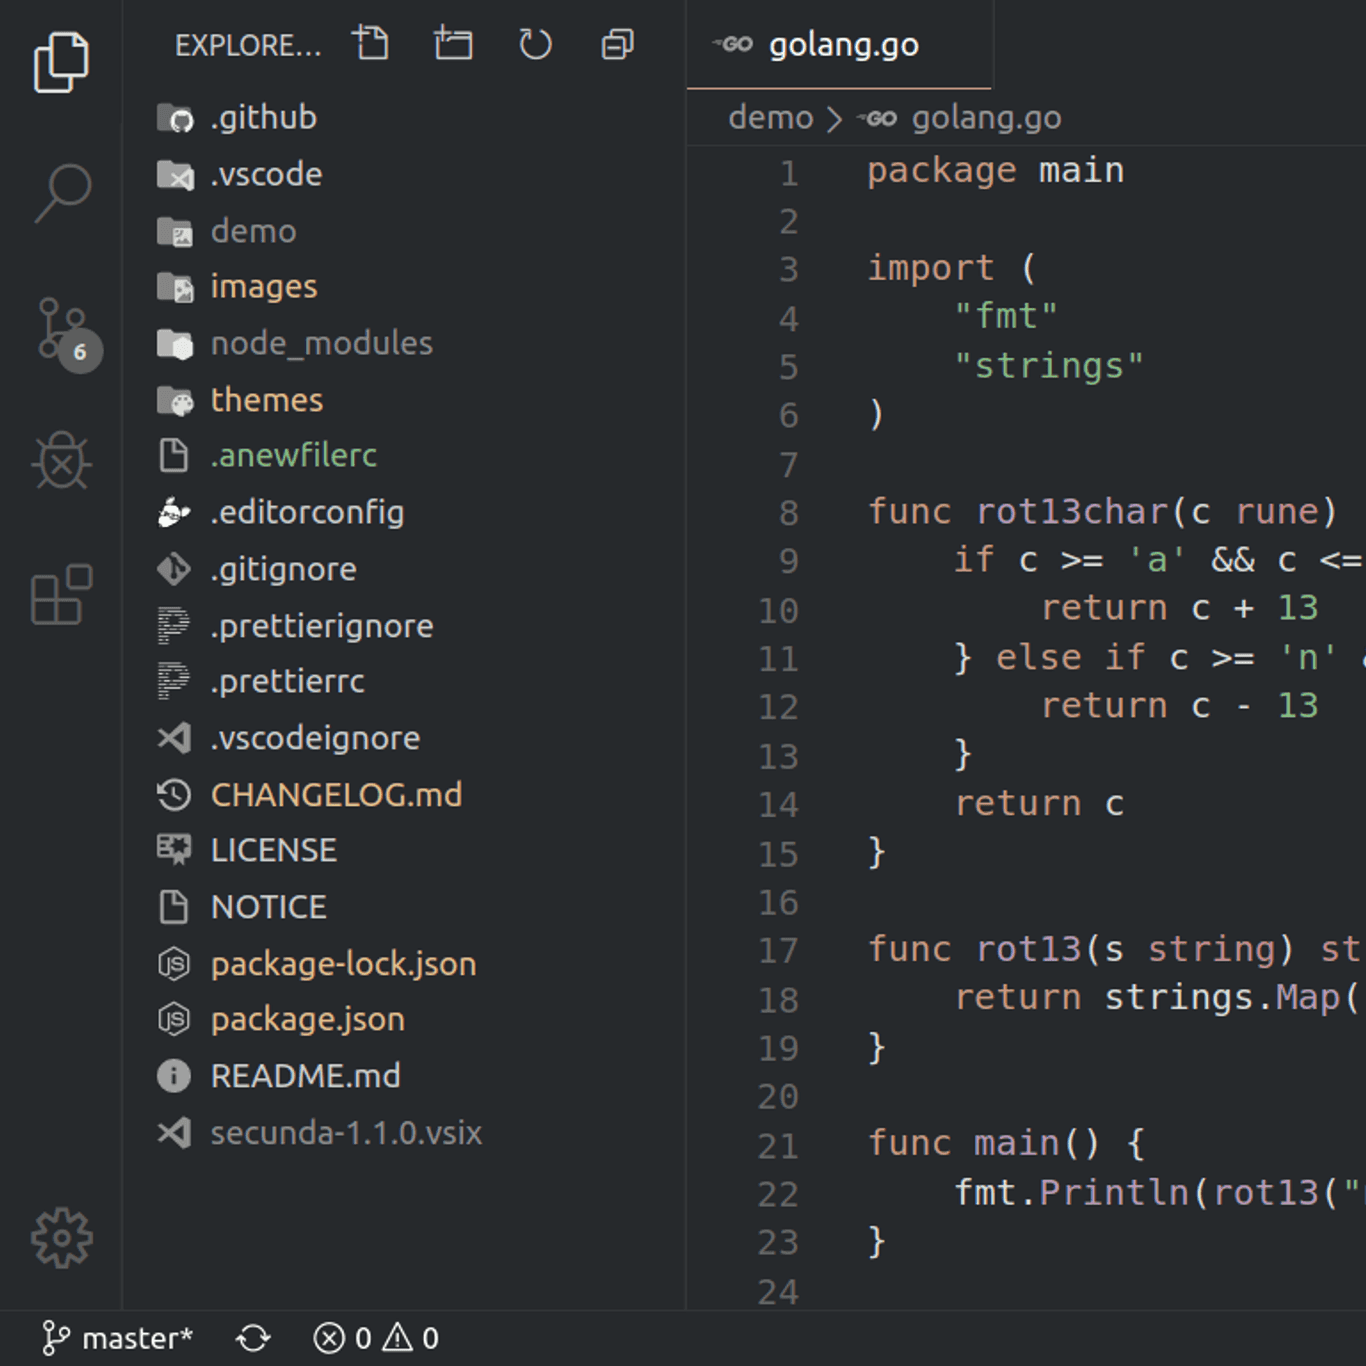 EXPLORE...
.github
.vscode
demo
images
node_modules
themes
.anewfilerc
.editorconfig
.gitignore
.prettierignore
.prettierrc
.vscodeignore
CHANGELOG.md
LICENSE
NOTICE
package-lock.json
package.json
README.md
secunda-1.1.0.vsix
6
GO golang.go
demo > GO golang.go
1 package main
2
3 import (
4     "fmt"
5     "strings"
6 )
7
8 func rot13char(c rune)
9     if c >= 'a' && c <=
10         return c + 13
11     } else if c >= 'n'
12         return c - 13
13     }
14     return c
15 }
16
17 func rot13(s string) st
18     return strings.Map(
19 }
20
21 func main() {
22     fmt.Println(rot13("
23 }
24
master* 0 0